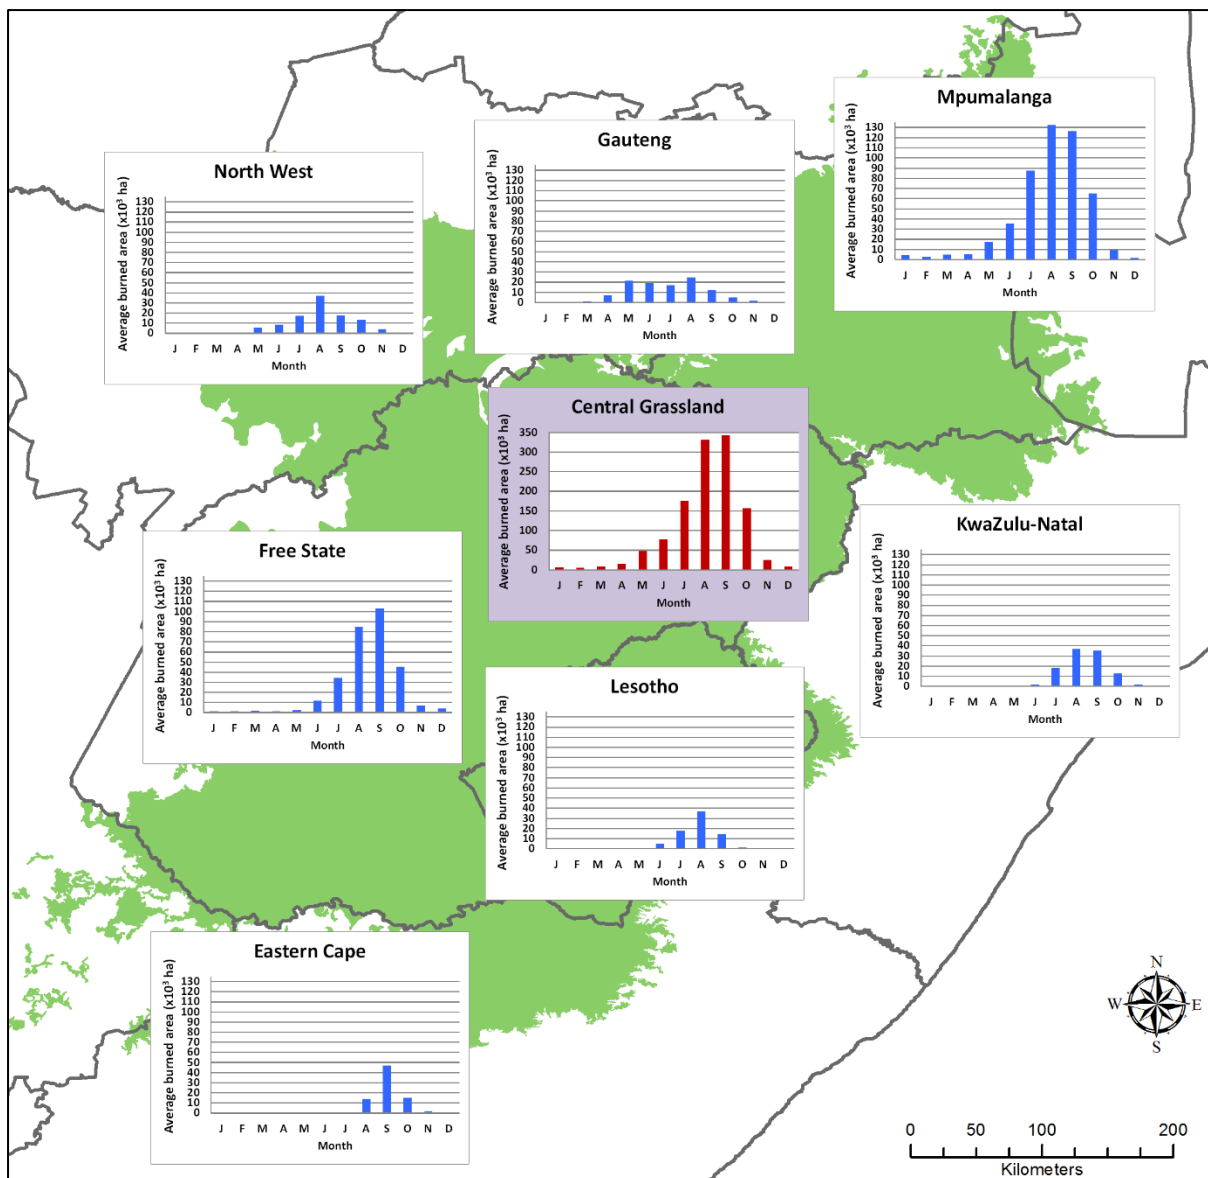 Mpumalanga
Average burned area (x10³ ha)
130
120
110
100
90
80
70
60
50
40
30
20
10
0
J F M A M J J A S O N D
Month
Gauteng
Average burned area (x10³ ha)
130
120
110
100
90
80
70
60
50
40
30
20
10
0
J F M A M J J A S O N D
Month
North West
Average burned area (x10³ ha)
130
120
110
100
90
80
70
60
50
40
30
20
10
0
J F M A M J J A S O N D
Month
Central Grassland
Average burned area (x10³ ha)
350
300
250
200
150
100
50
0
J F M A M J J A S O N D
Month
KwaZulu-Natal
Average burned area (x10³ ha)
130
120
110
100
90
80
70
60
50
40
30
20
10
0
J F M A M J J A S O N D
Month
Free State
Average burned area (x10³ ha)
130
120
110
100
90
80
70
60
50
40
30
20
10
0
J F M A M J J A S O N D
Month
Lesotho
Average burned area (x10³ ha)
130
120
110
100
90
80
70
60
50
40
30
20
10
0
J F M A M J J A S O N D
Month
Eastern Cape
Average burned area (x10³ ha)
130
120
110
100
90
80
70
60
50
40
30
20
10
0
J F M A M J J A S O N D
Month
N
W E
S
0 50 100 200
Kilometers